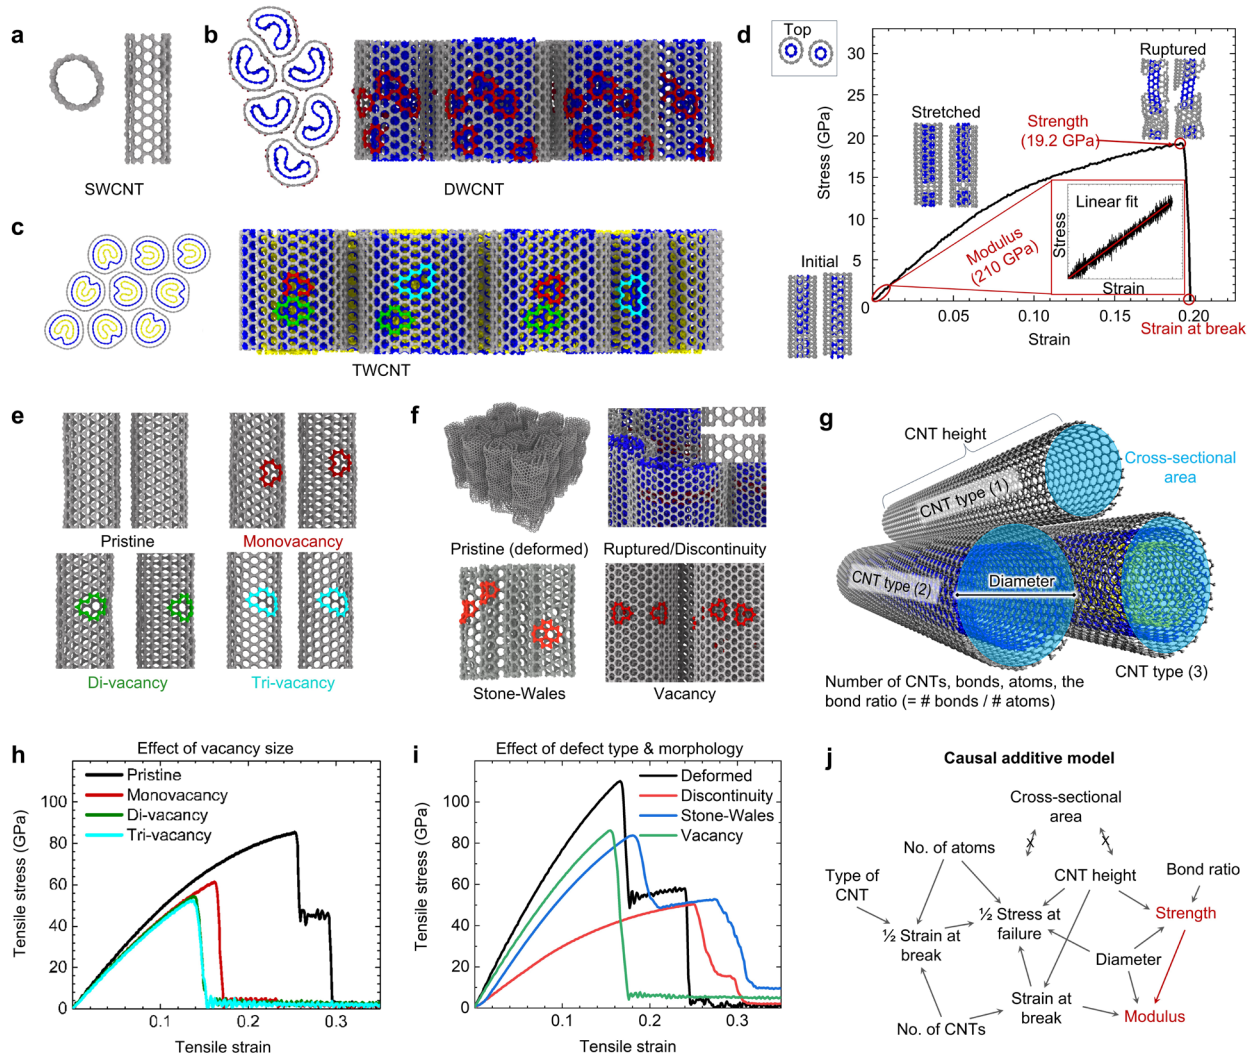 a
SWCNT
b
DWCNT
c
TWCNT
d
Top
Stress (GPa)
30
25
20
15
10
5
0
0.05
0.10
0.15
0.20
Strain
Initial
Stretched
Ruptured
Strength
(19.2 GPa)
Modulus
(210 GPa)
Linear fit
Stress
Strain
Strain at break
e
Pristine
Monovacancy
Di-vacancy
Tri-vacancy
f
Pristine (deformed)
Ruptured/Discontinuity
Stone-Wales
Vacancy
g
CNT height
Cross-sectional
area
CNT type (1)
CNT type (2)
Diameter
CNT type (3)
Number of CNTs, bonds, atoms, the
bond ratio (= # bonds / # atoms)
h
Effect of vacancy size
Pristine
Monovacancy
Di-vacancy
Tri-vacancy
Tensile stress (GPa)
100
80
60
40
20
0
0.1
0.2
0.3
Tensile strain
i
Effect of defect type & morphology
Deformed
Discontinuity
Stone-Wales
Vacancy
Tensile stress (GPa)
100
80
60
40
20
0
0.1
0.2
0.3
Tensile strain
j
Causal additive model
Cross-sectional
area
x
x
No. of atoms
Type of
CNT
CNT height
Bond ratio
½ Stress at
failure
Strength
½ Strain at
break
Diameter
Strain at
break
No. of CNTs
Modulus